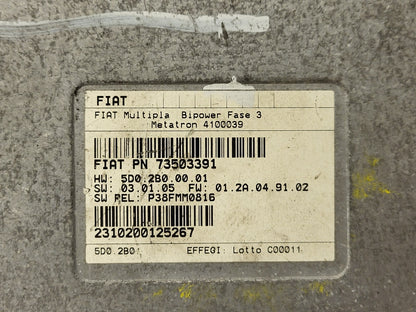 FIAT
FIAT Multipla Bipower Fase 3
Metatron 4100039
FIAT PN 73503391
HW: 5D0.2B0.00.01
SW: 03.01.05 FW: 01.2A.04.91.02
SW REL: P38FMM0816
2310200125267
5D0.2B0 EFFEGI: Lotto C00011